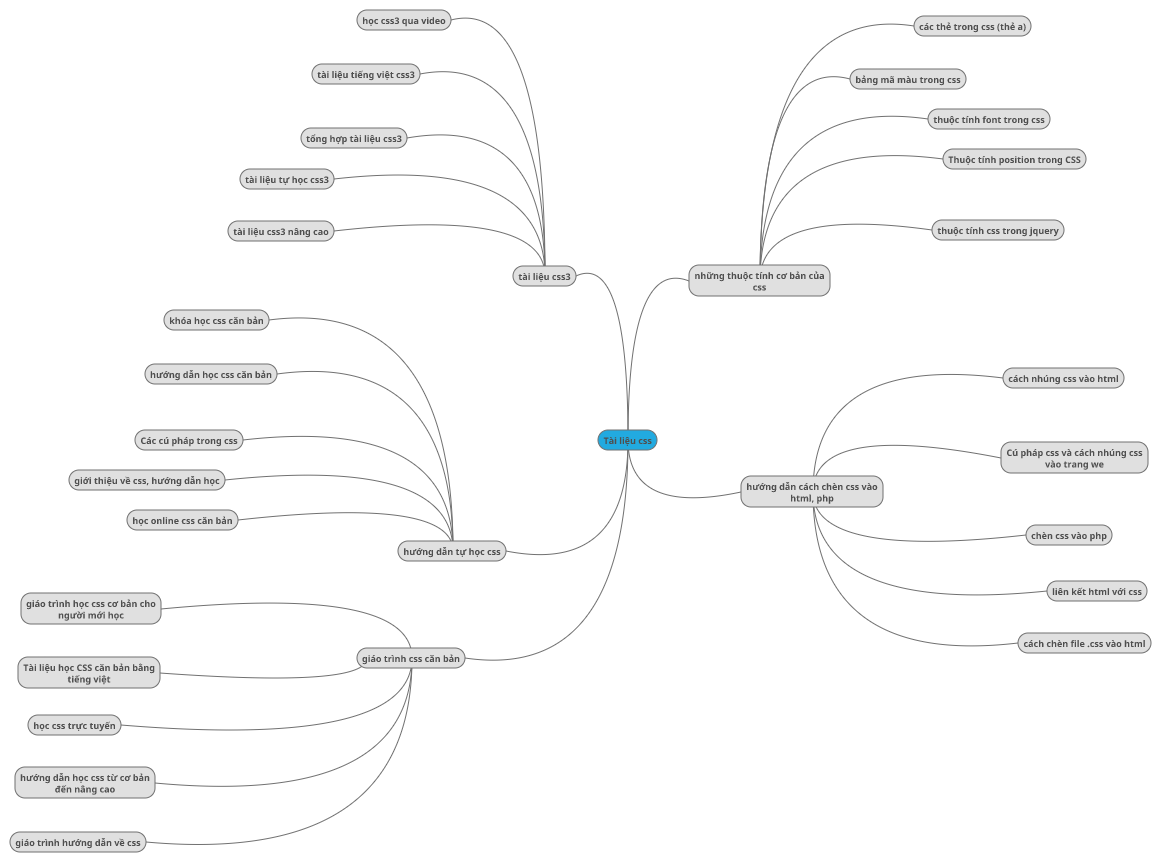 học css3 qua video
tài liệu tiếng việt css3
tổng hợp tài liệu css3
tài liệu tự học css3
tài liệu css3 nâng cao
tài liệu css3
các thẻ trong css (thẻ a)
bảng mã màu trong css
thuộc tính font trong css
Thuộc tính position trong CSS
thuộc tính css trong jquery
những thuộc tính cơ bản của
css
khóa học css căn bản
hướng dẫn học css căn bản
Các cú pháp trong css
giới thiệu về css, hướng dẫn học
học online css căn bản
hướng dẫn tự học css
Tài liệu css
cách nhúng css vào html
Cú pháp css và cách nhúng css
vào trang we
hướng dẫn cách chèn css vào
html, php
chèn css vào php
liên kết html với css
cách chèn file .css vào html
giáo trình học css cơ bản cho
người mới học
giáo trình css căn bản
Tài liệu học CSS căn bản bằng
tiếng việt
học css trực tuyến
hướng dẫn học css từ cơ bản
đến nâng cao
giáo trình hướng dẫn về css